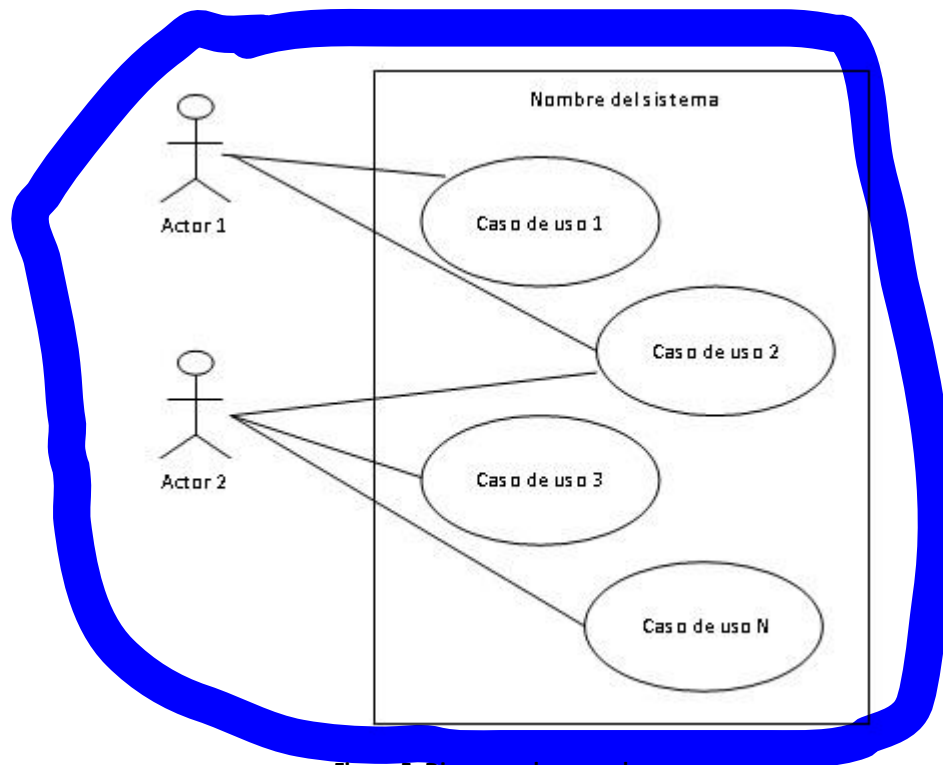 Nombre del sistema
Actor 1
Caso de uso 1
Caso de uso 2
Actor 2
Caso de uso 3
Caso de uso N